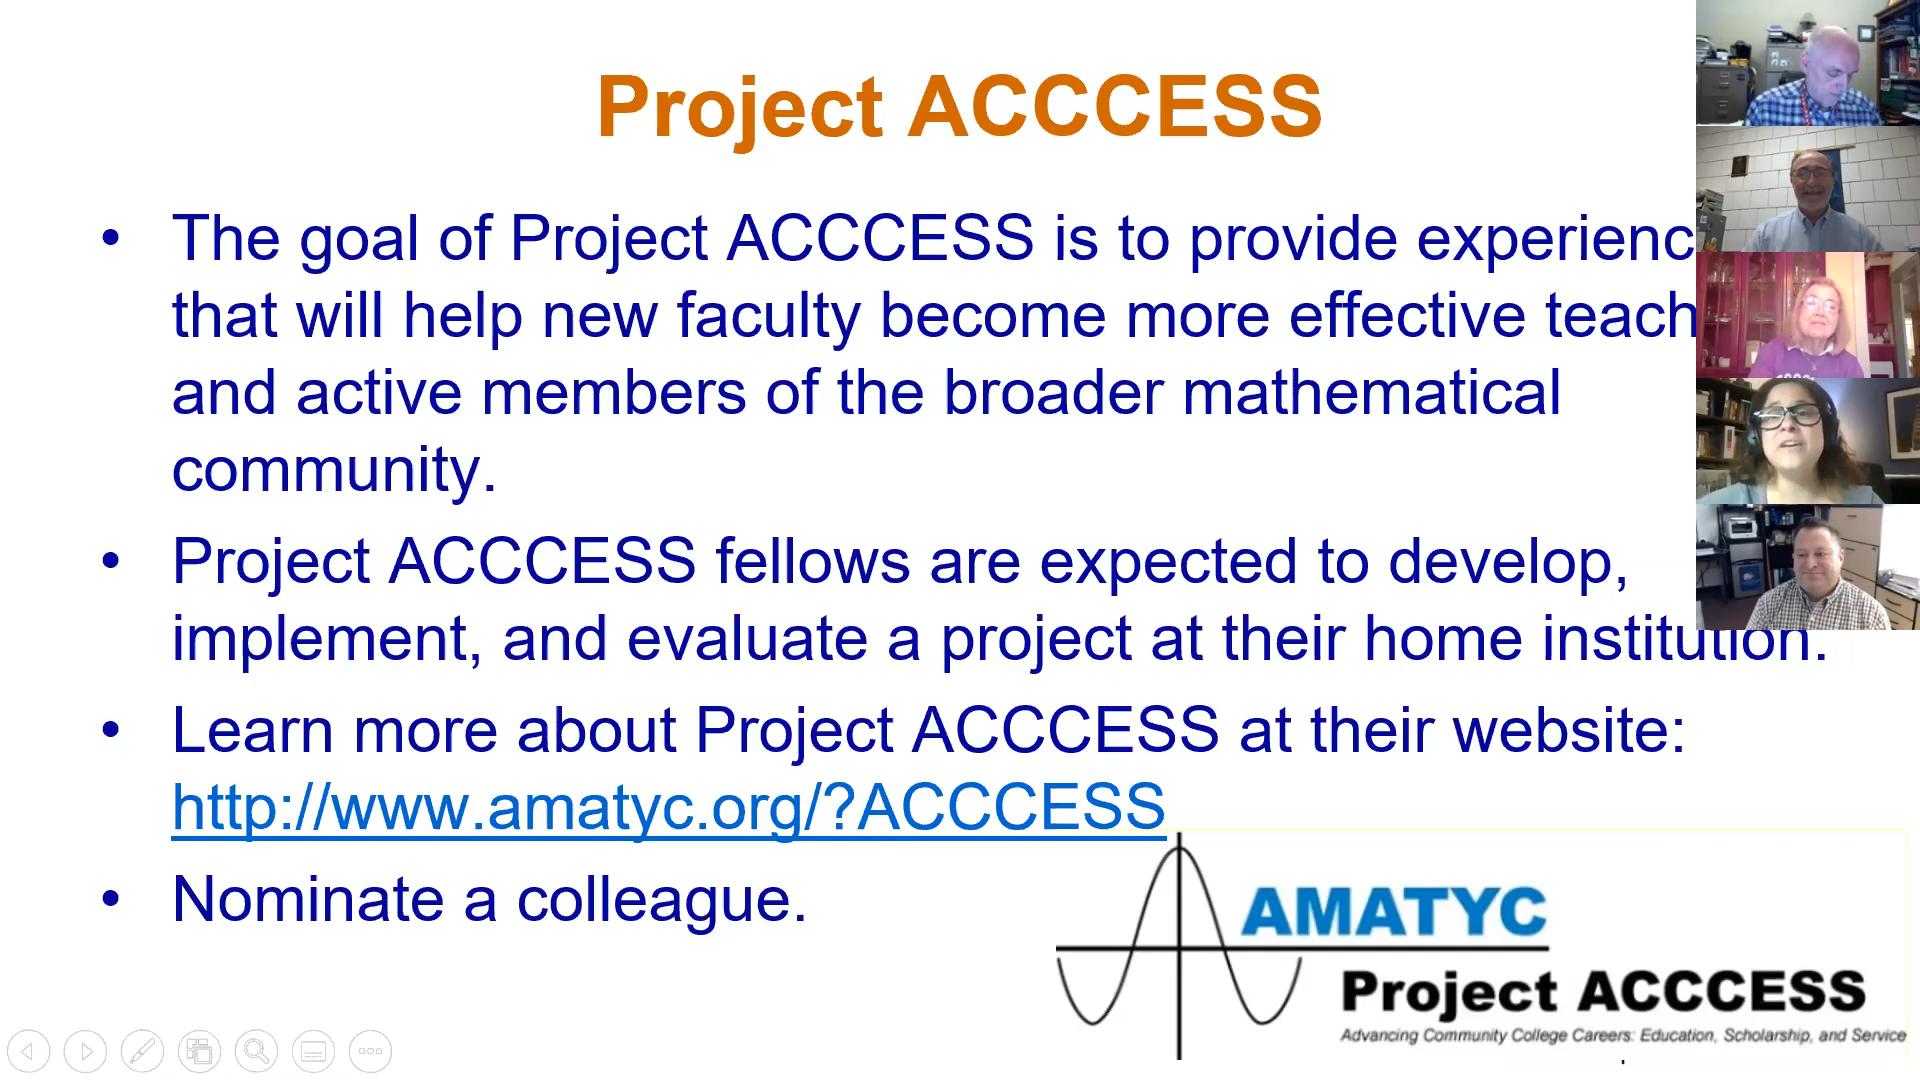 Project ACCCESS
• The goal of Project ACCCESS is to provide experienc
that will help new faculty become more effective teach
and active members of the broader mathematical
community.
• Project ACCCESS fellows are expected to develop,
implement, and evaluate a project at their home institution.
• Learn more about Project ACCCESS at their website:
http://www.amatyc.org/?ACCCESS
• Nominate a colleague.
AMATYC
Project ACCCESS
Advancing Community College Careers: Education, Scholarship, and Service